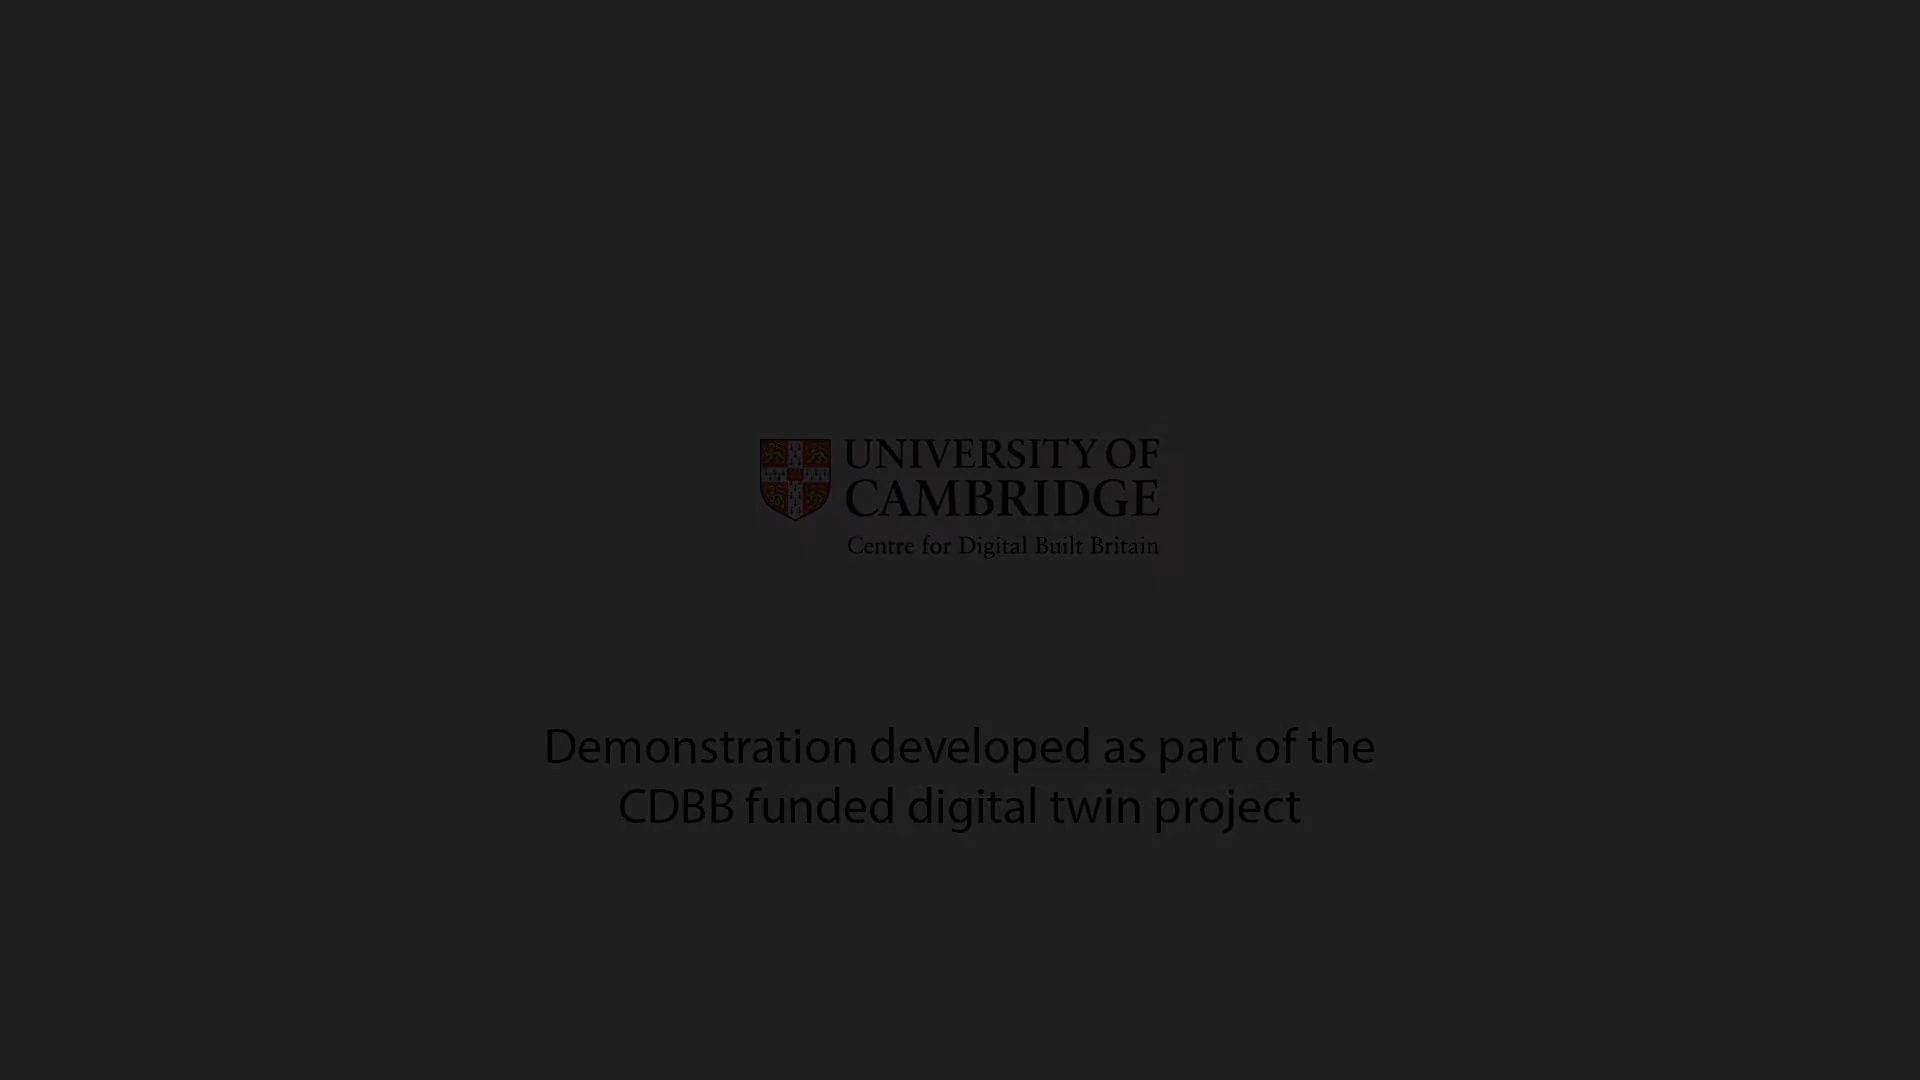 UNIVERSITY OF
CAMBRIDGE
Centre for Digital Built Britain
Demonstration developed as part of the
CDBB funded digital twin project